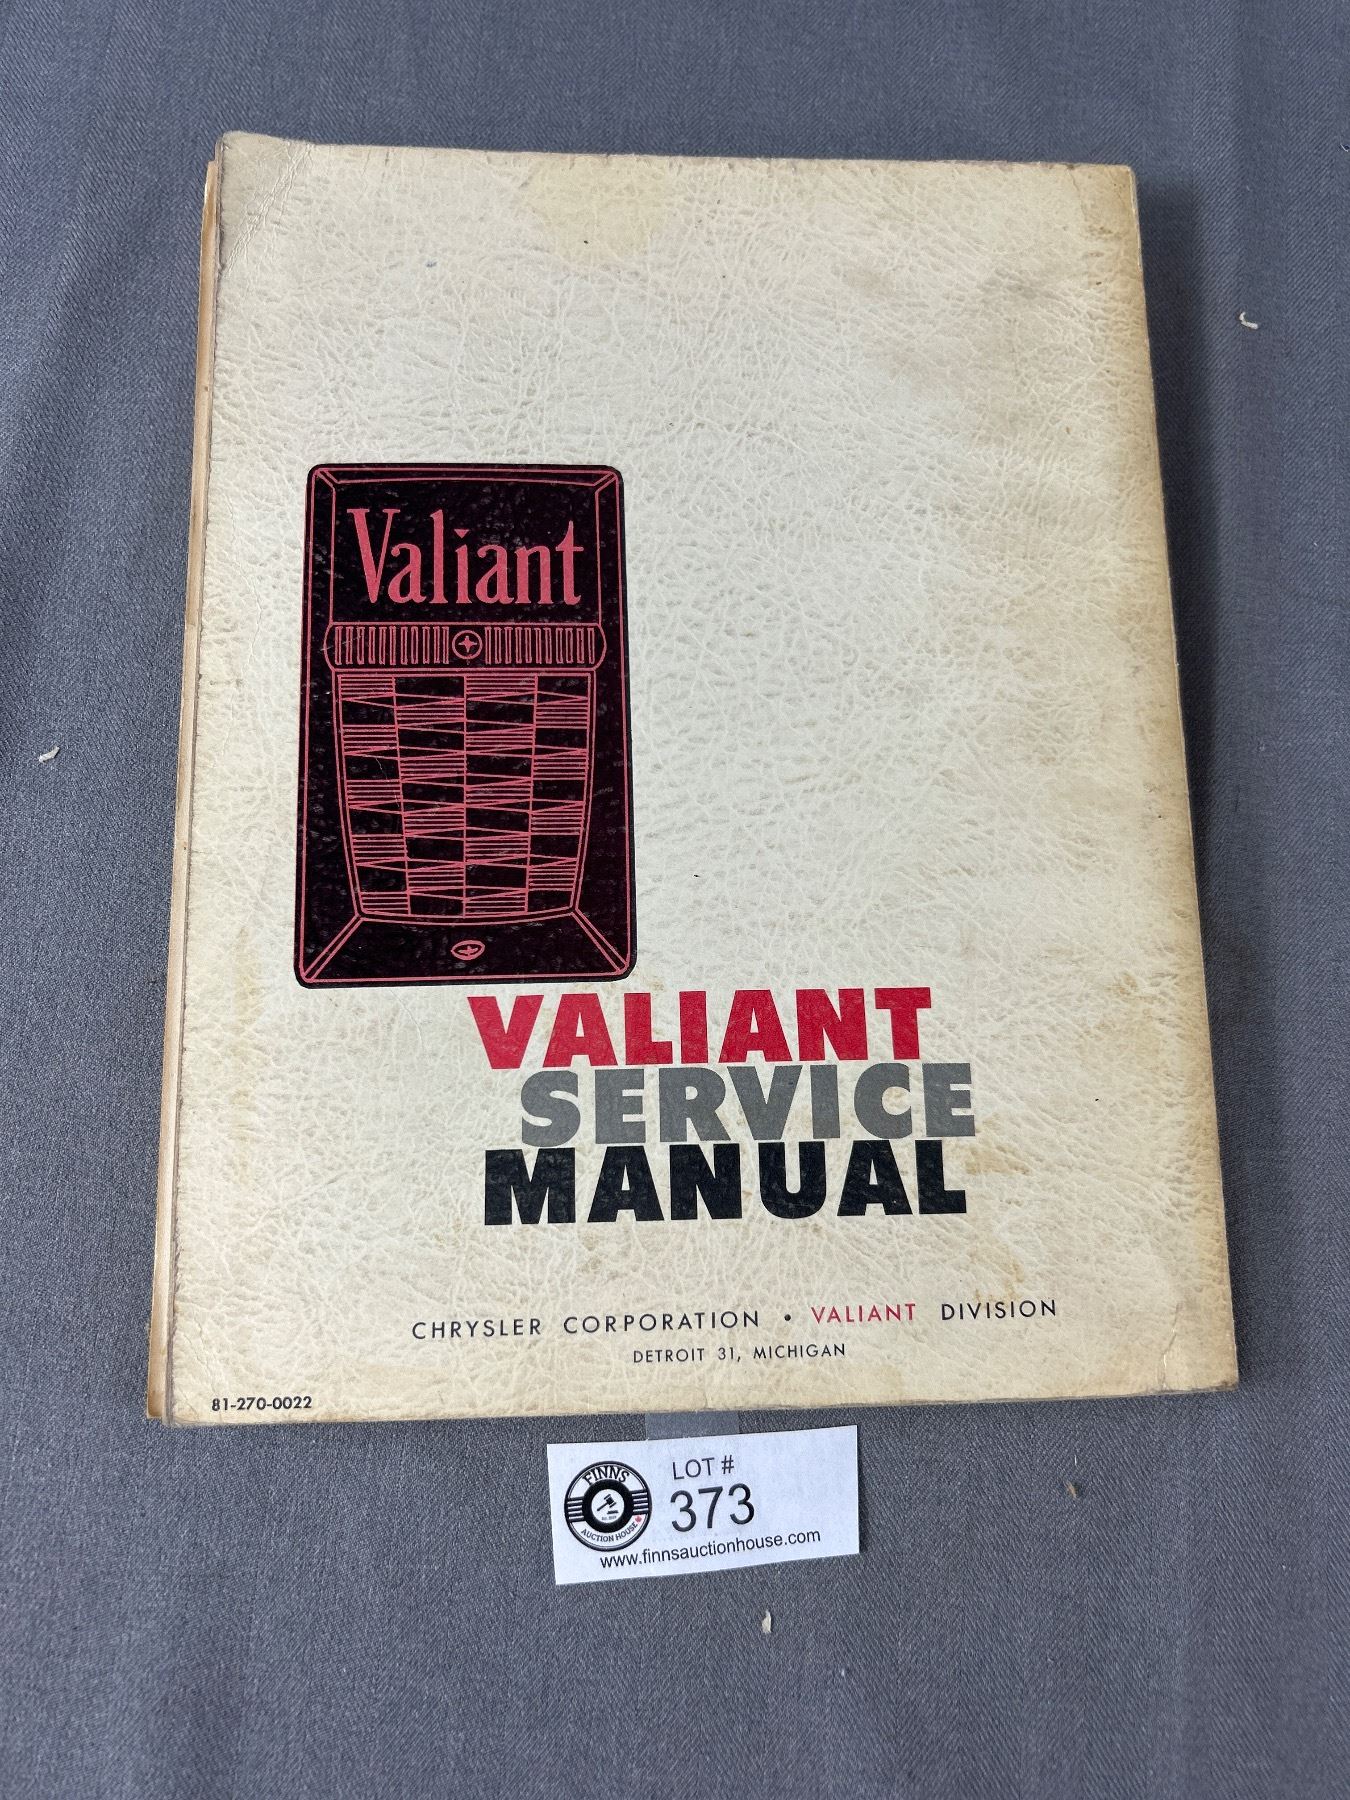 Valiant
VALIANT
SERVICE
MANUAL
CHRYSLER CORPORATION • VALIANT DIVISION
DETROIT 31, MICHIGAN
81-270-0022
FINNS
AUCTION HOUSE
LOT #
373
www.finnsauctionhouse.com